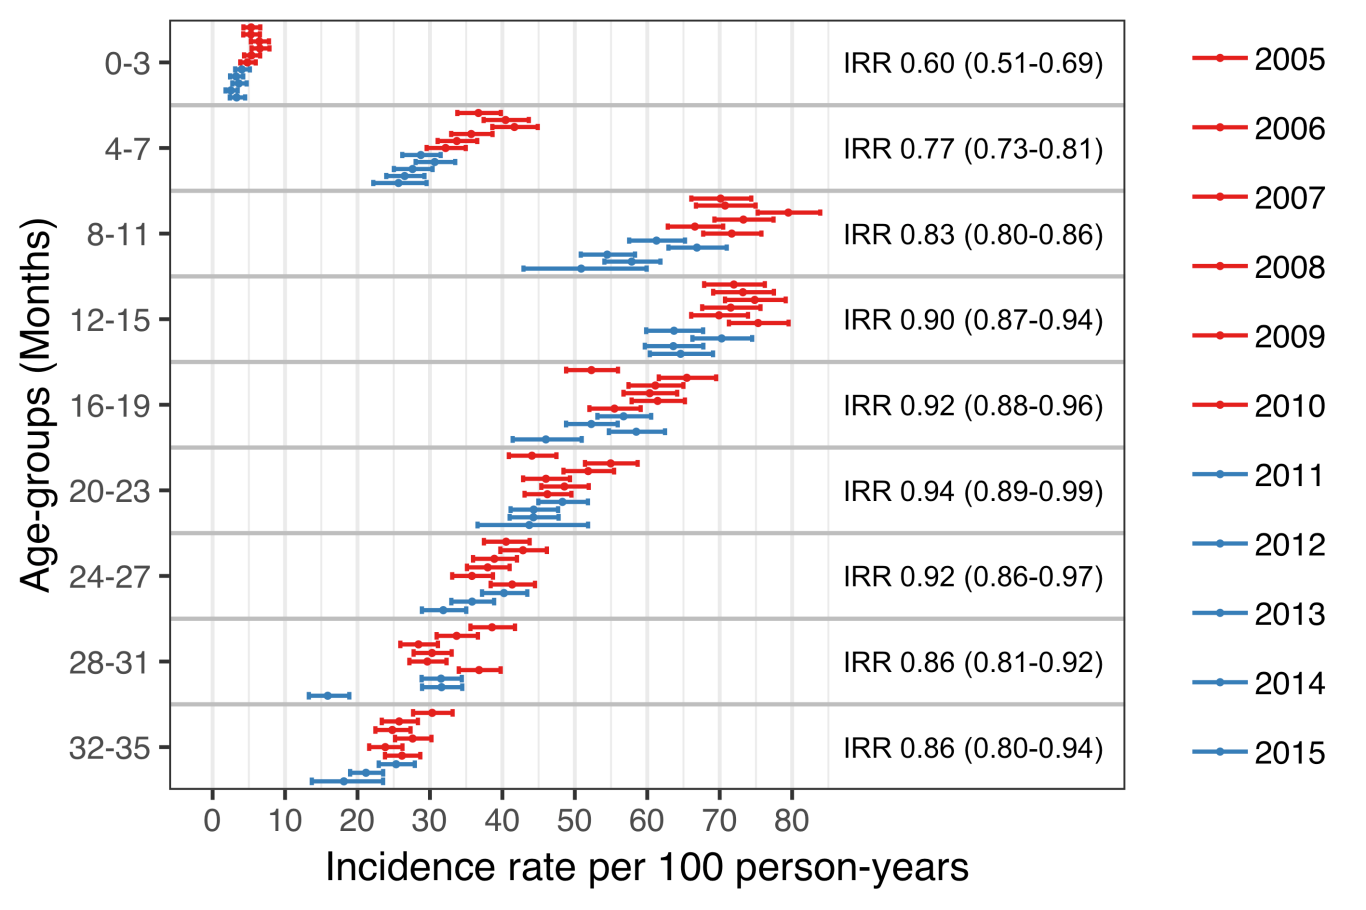 0-3 IRR 0.60 (0.51-0.69)
4-7 IRR 0.77 (0.73-0.81)
8-11 IRR 0.83 (0.80-0.86)
12-15 IRR 0.90 (0.87-0.94)
16-19 IRR 0.92 (0.88-0.96)
20-23 IRR 0.94 (0.89-0.99)
24-27 IRR 0.92 (0.86-0.97)
28-31 IRR 0.86 (0.81-0.92)
32-35 IRR 0.86 (0.80-0.94)
Age-groups (Months)
0 10 20 30 40 50 60 70 80
Incidence rate per 100 person-years
2005
2006
2007
2008
2009
2010
2011
2012
2013
2014
2015